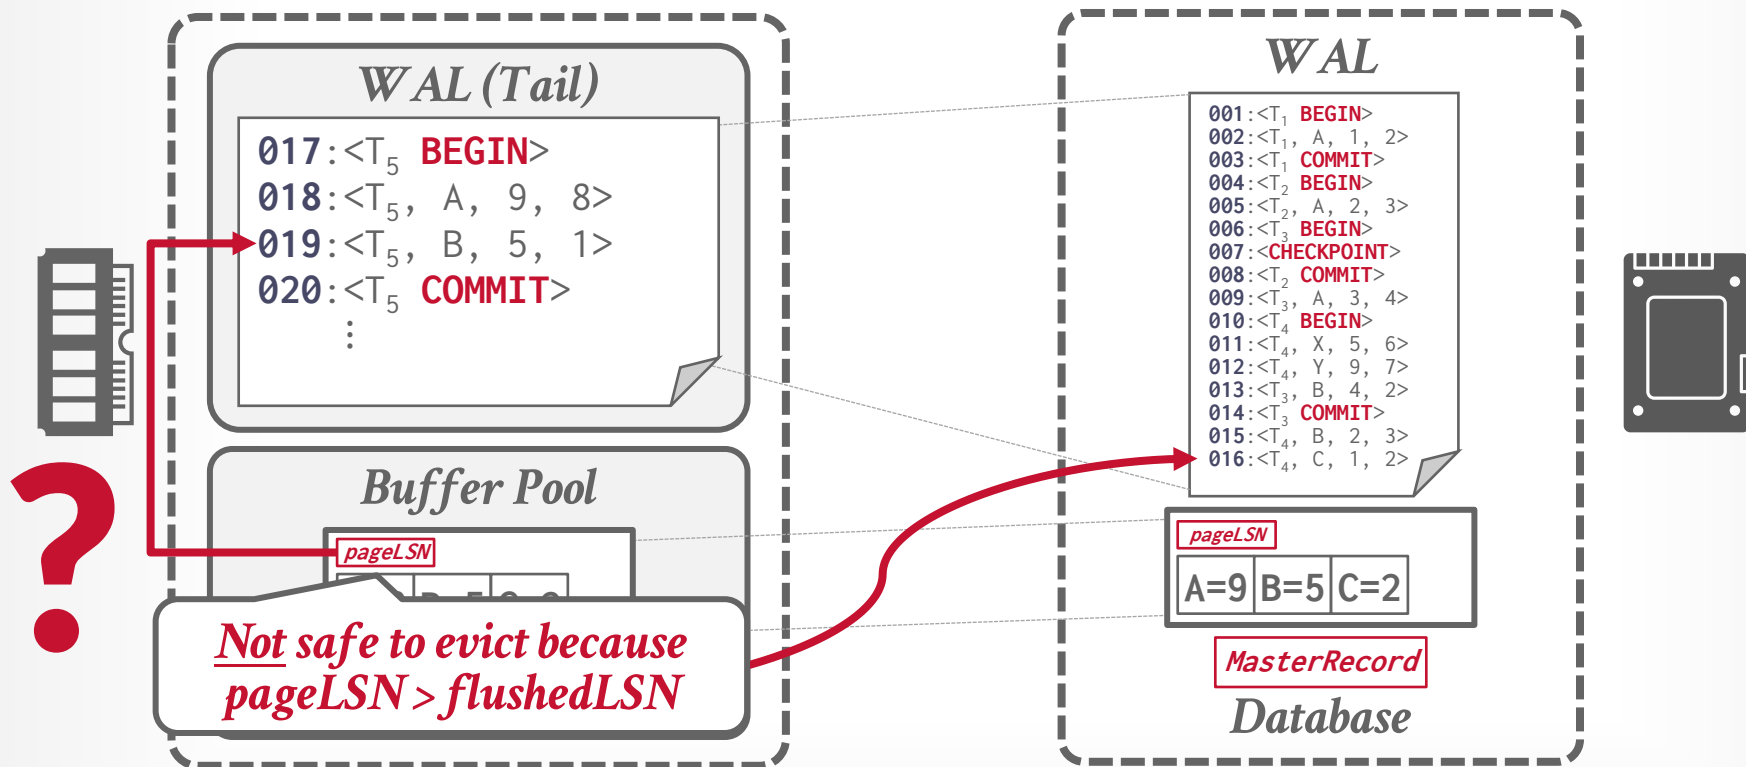 WAL (Tail)
017:<T5 BEGIN>
018:<T5, A, 9, 8>
019:<T5, B, 5, 1>
020:<T5 COMMIT>
⋮
?
Buffer Pool
pageLSN
Not safe to evict because
pageLSN > flushedLSN
WAL
001:<T1 BEGIN>
002:<T1, A, 1, 2>
003:<T1 COMMIT>
004:<T2 BEGIN>
005:<T2, A, 2, 3>
006:<T3 BEGIN>
007:<CHECKPOINT>
008:<T2 COMMIT>
009:<T3, A, 3, 4>
010:<T4 BEGIN>
011:<T4, X, 5, 6>
012:<T4, Y, 9, 7>
013:<T3, B, 4, 2>
014:<T3 COMMIT>
015:<T4, B, 2, 3>
016:<T4, C, 1, 2>
pageLSN
A=9 B=5 C=2
MasterRecord
Database